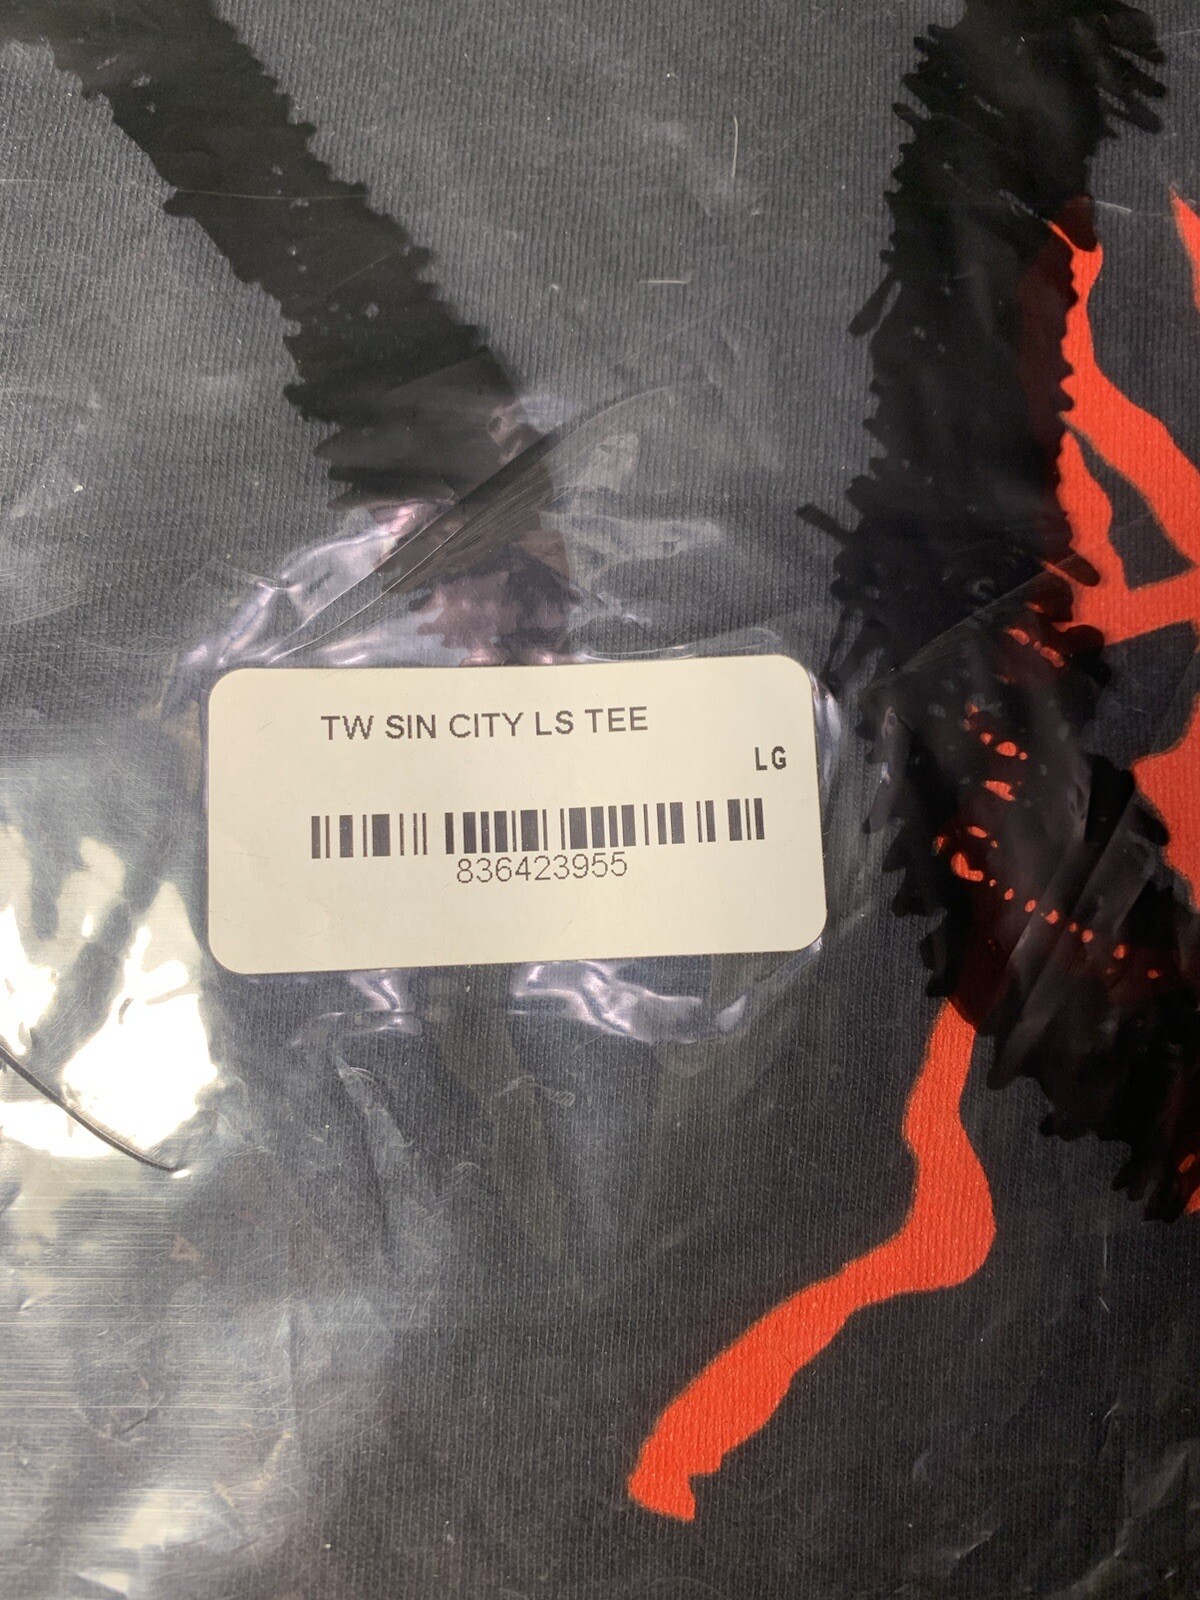 TW SIN CITY LS TEE
LG
836423955